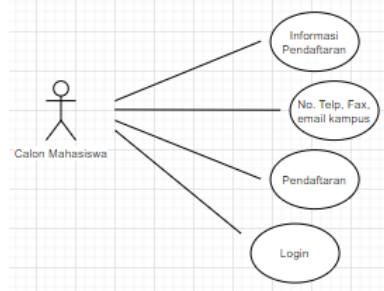 Informasi
Pendaftaran
No. Telp, Fax,
email kampus
Calon Mahasiswa
Pendaftaran
Login